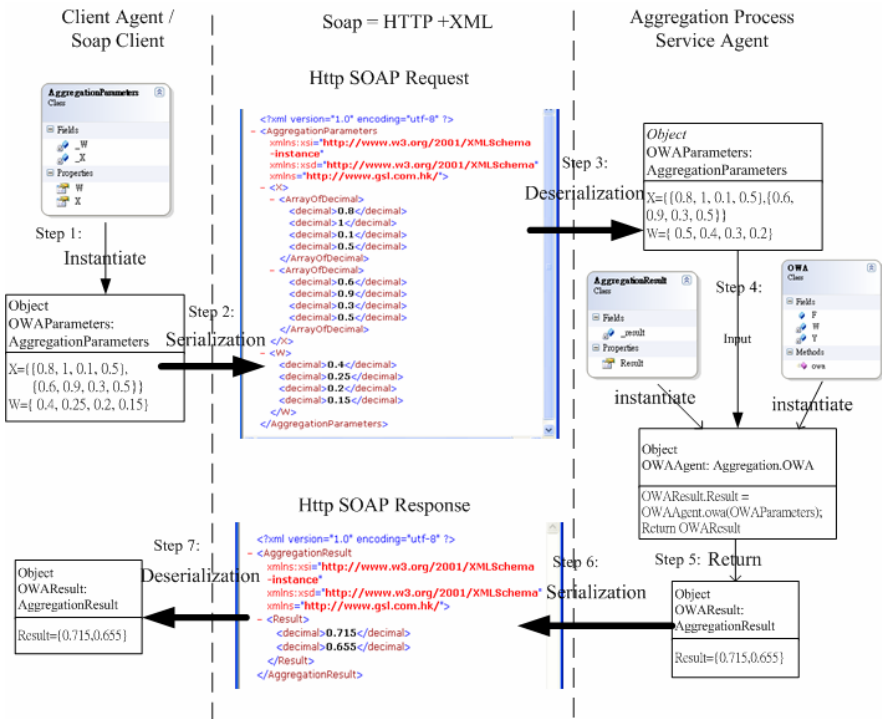 Client Agent /
Soap Client
Soap = HTTP +XML
Aggregation Process
Service Agent
Http SOAP Request
AggregationParameters
Class
Fields
_W
_X
Properties
W
X
Step 1:
Instantiate
Object
OWAParameters:
AggregationParameters
X={{0.8, 1, 0.1, 0.5},
{0.6, 0.9, 0.3, 0.5}}
W={ 0.4, 0.25, 0.2, 0.15}
Step 2:
Serialization
<?xml version="1.0" encoding="utf-8" ?>
- <AggregationParameters
xmlns:xsi="http://www.w3.org/2001/XMLSchema
-instance"
xmlns:xsd="http://www.w3.org/2001/XMLSchema"
xmlns="http://www.gsl.com.hk/">
- <X>
- <ArrayOfDecimal>
<decimal>0.8</decimal>
<decimal>1</decimal>
<decimal>0.1</decimal>
<decimal>0.5</decimal>
</ArrayOfDecimal>
- <ArrayOfDecimal>
<decimal>0.6</decimal>
<decimal>0.9</decimal>
<decimal>0.3</decimal>
<decimal>0.5</decimal>
</ArrayOfDecimal>
</X>
- <W>
<decimal>0.4</decimal>
<decimal>0.25</decimal>
<decimal>0.2</decimal>
<decimal>0.15</decimal>
</W>
</AggregationParameters>
Step 3:
Deserialization
Object
OWAParameters:
AggregationParameters
X={{0.8, 1, 0.1, 0.5},{0.6,
0.9, 0.3, 0.5}}
W={ 0.5, 0.4, 0.3, 0.2}
AggregationResult
Class
Fields
_result
Properties
Result
Step 4:
Input
OWA
Class
Fields
F
W
Y
Methods
owa
instantiate
instantiate
Object
OWAAgent: Aggregation.OWA
OWAResult.Result =
OWAAgent.owa(OWAParameters);
Return OWAResult
Step 5: Return
Object
OWAResult:
AggregationResult
Result={0.715,0.655}
Step 6:
Serialization
Http SOAP Response
<?xml version="1.0" encoding="utf-8" ?>
- <AggregationResult
xmlns:xsi="http://www.w3.org/2001/XMLSchema
-instance"
xmlns:xsd="http://www.w3.org/2001/XMLSchema"
xmlns="http://www.gsl.com.hk/">
- <Result>
<decimal>0.715</decimal>
<decimal>0.655</decimal>
</Result>
</AggregationResult>
Step 7:
Deserialization
Object
OWAResult:
AggregationResult
Result={0.715,0.655}